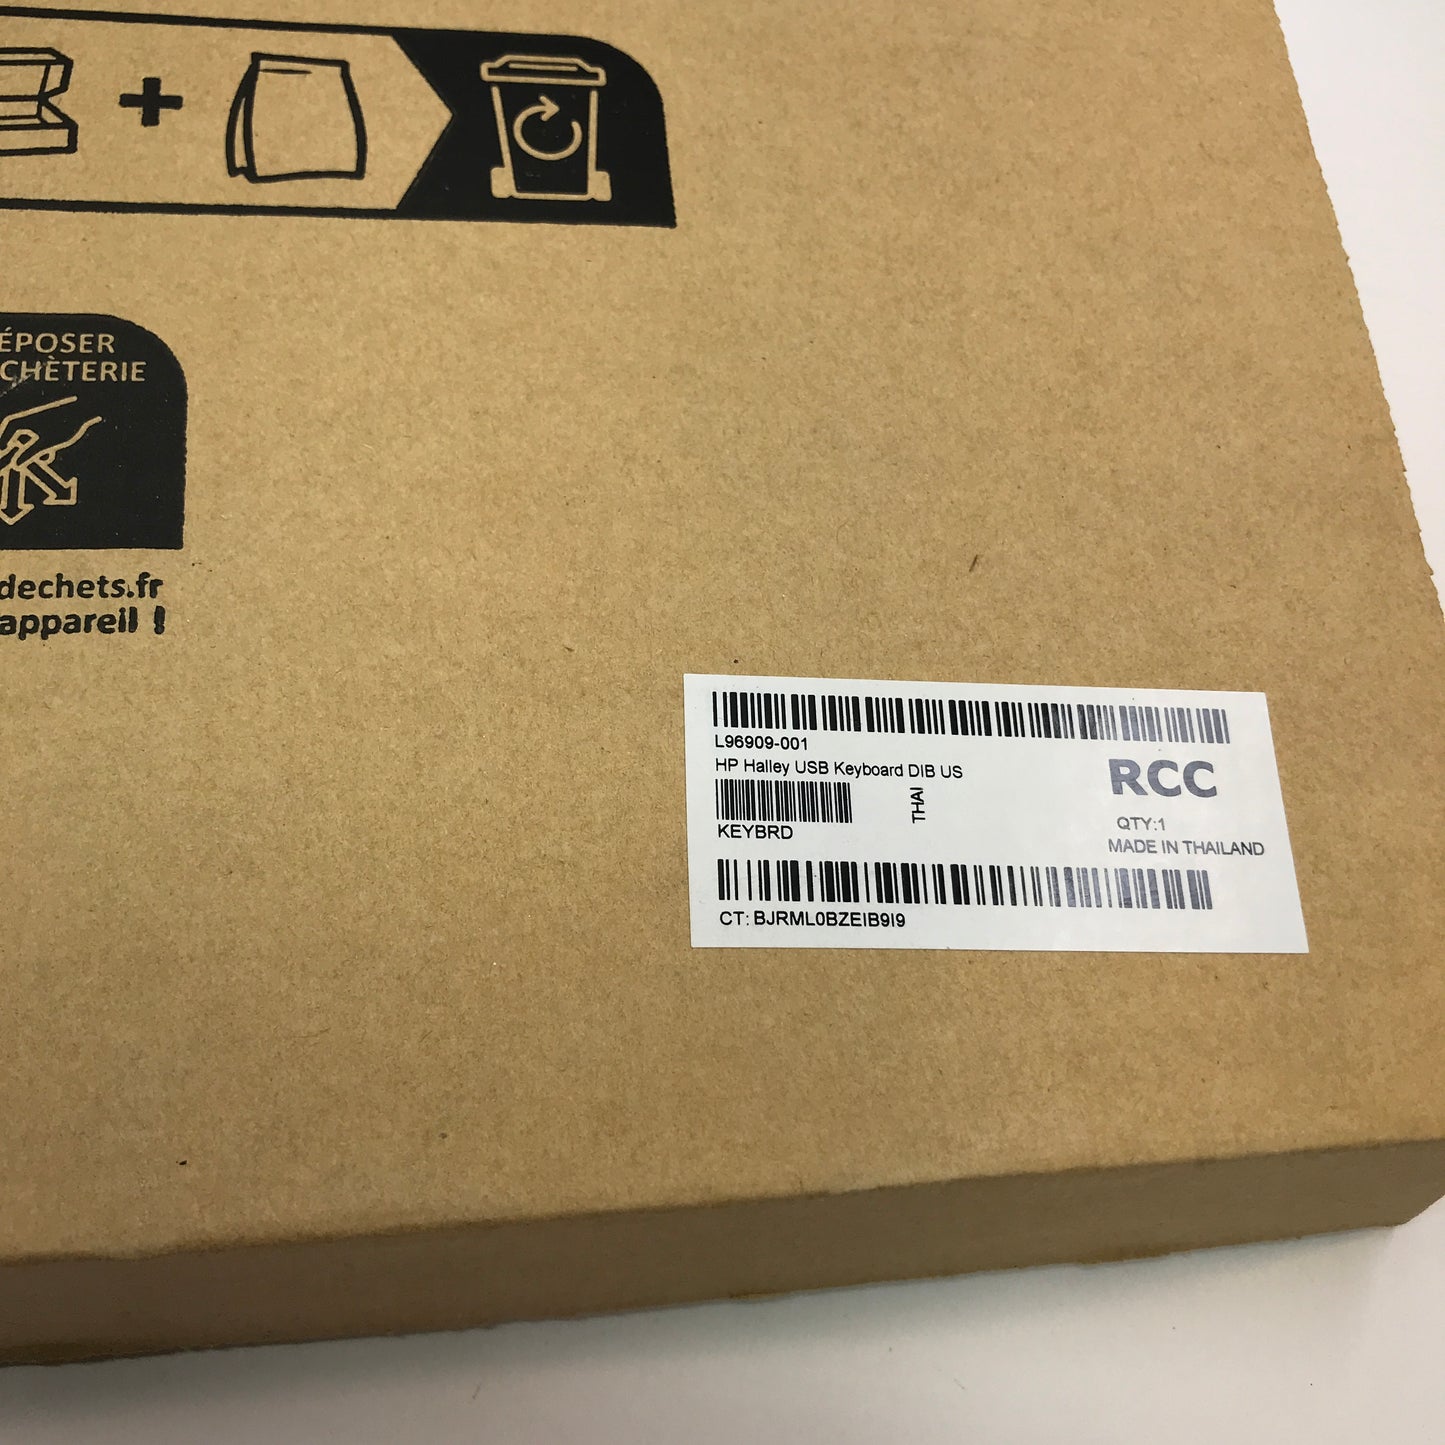 ÉPOSER
CHÈTERIE
dechets.fr
appareil !
L96909-001
HP Halley USB Keyboard DIB US
RCC
THAI
KEYBRD
QTY:1
MADE IN THAILAND
CT: BJRML0BZEIB9I9